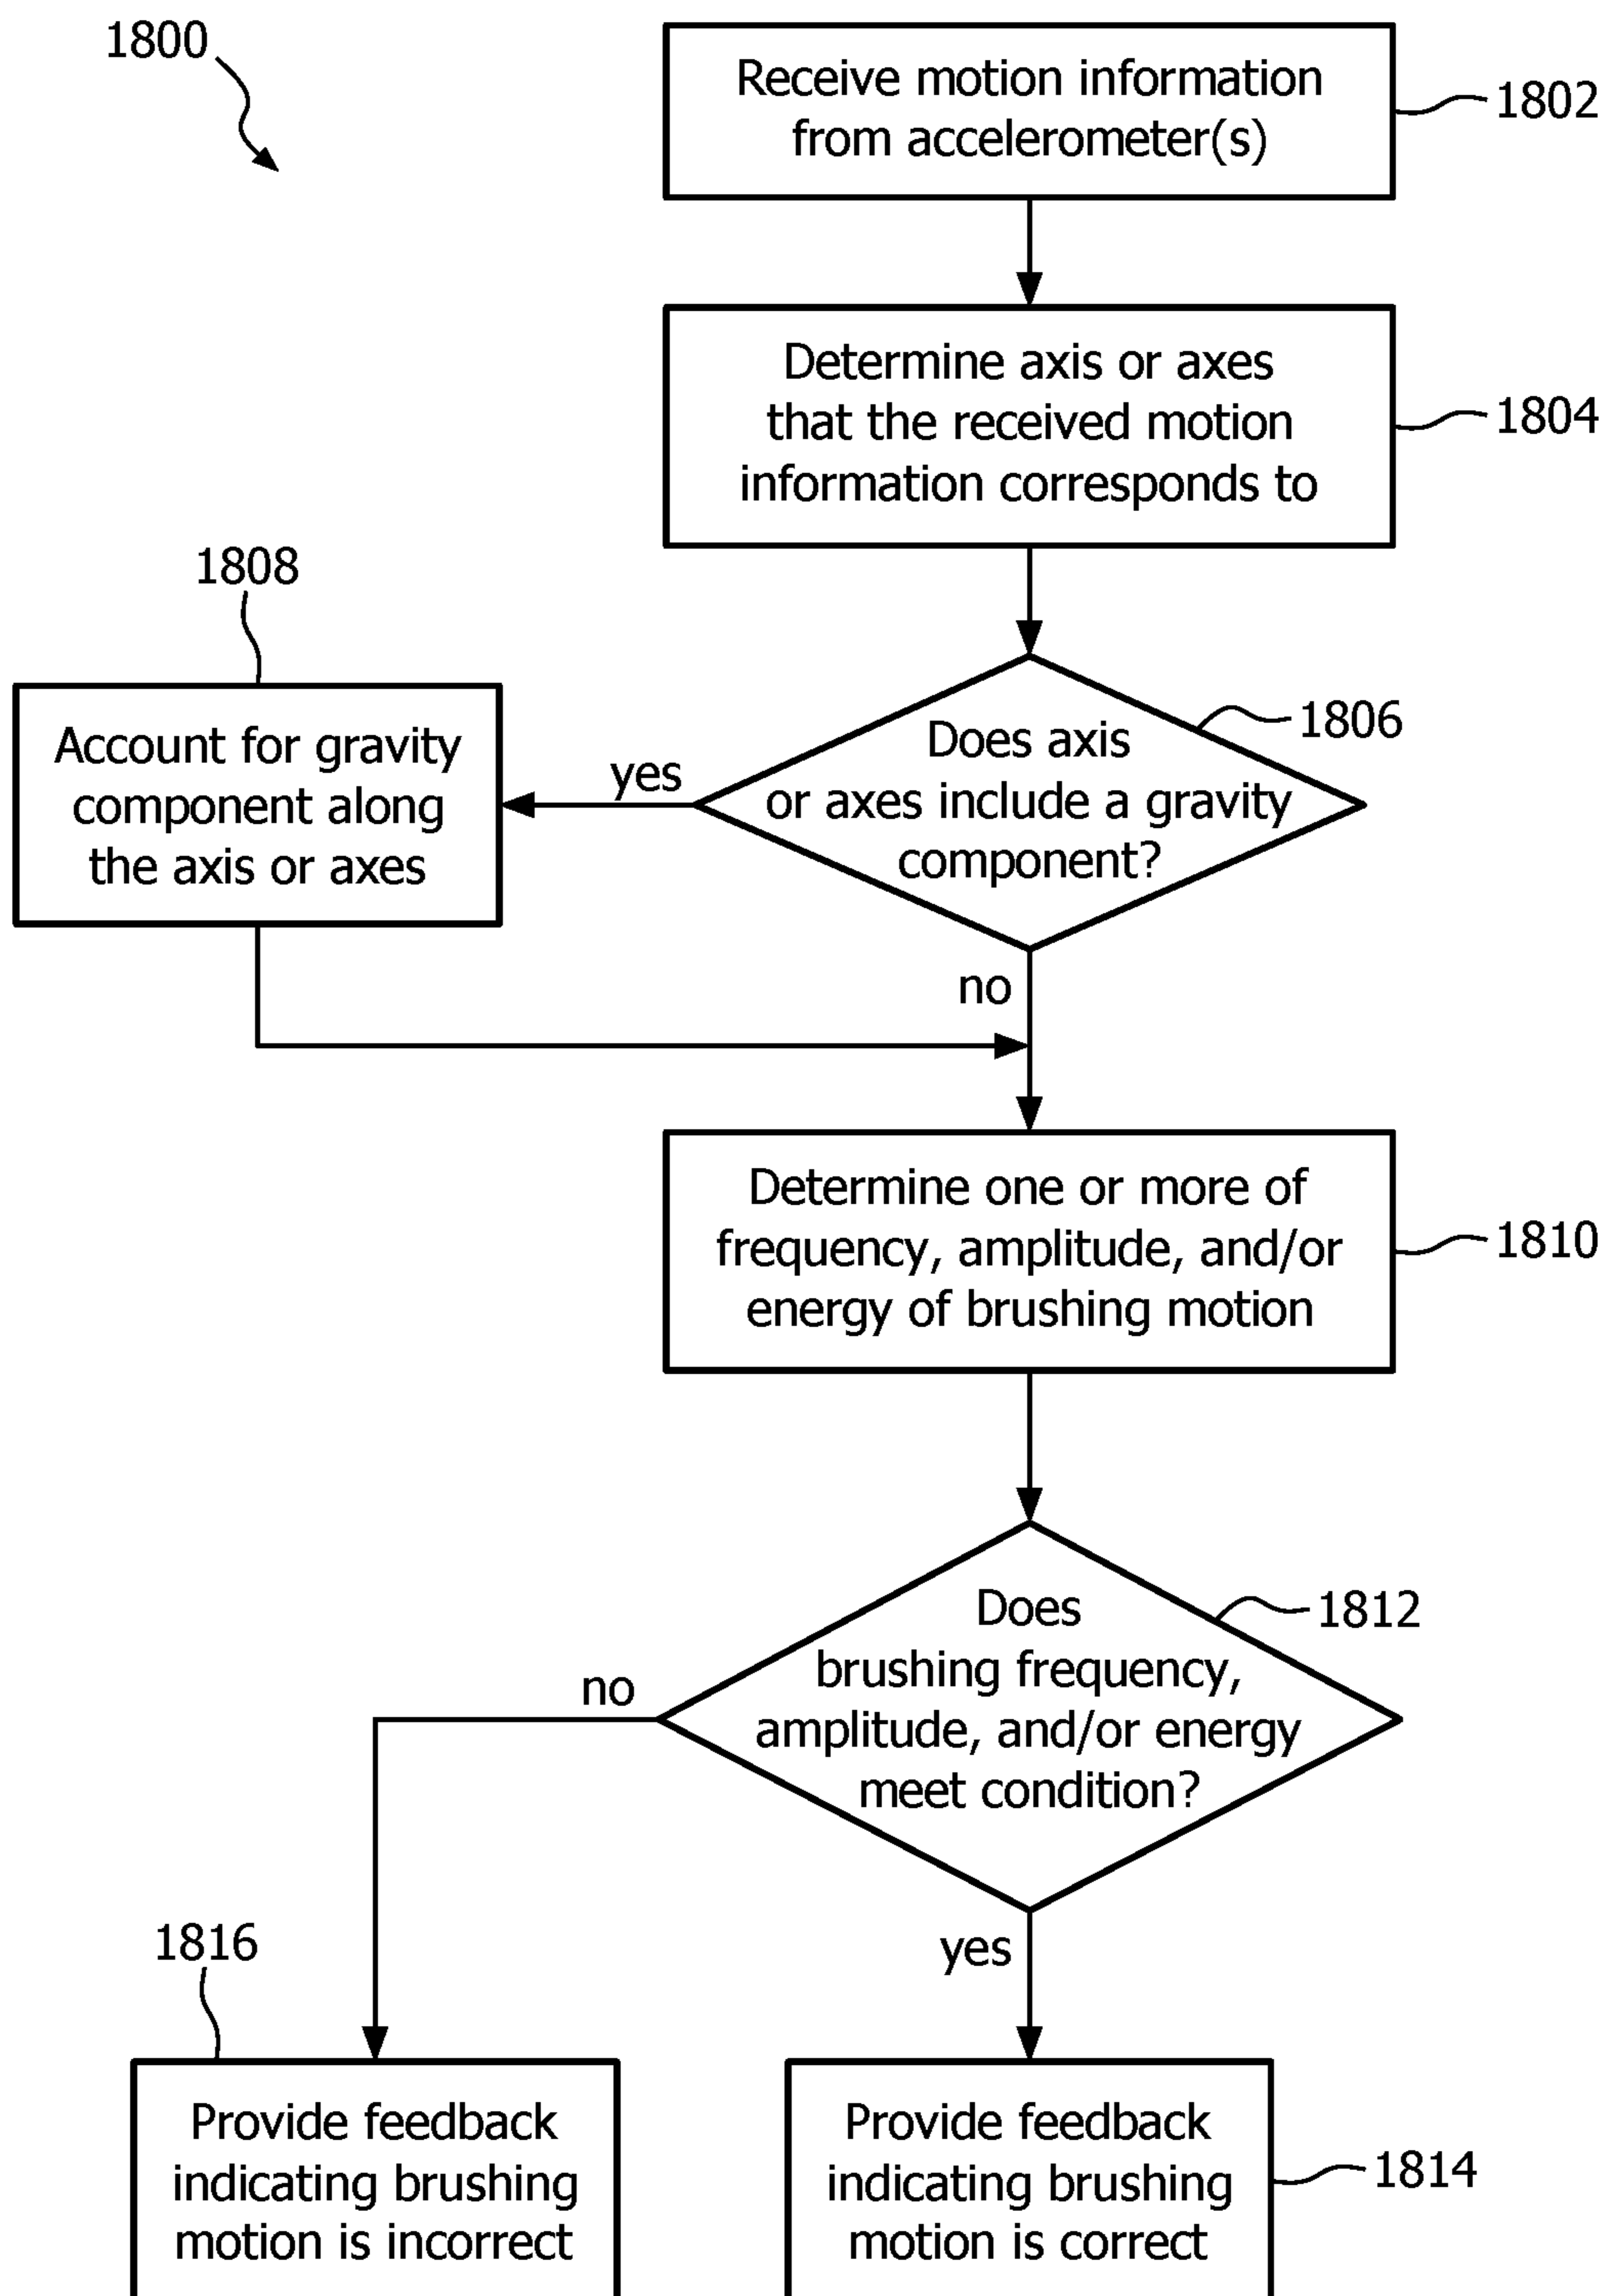 1800
Receive motion information
from accelerometer(s)
1802
Determine axis or axes
that the received motion
information corresponds to
1804
1808
Account for gravity
component along
the axis or axes
yes
Does axis
or axes include a gravity
component?
1806
no
Determine one or more of
frequency, amplitude, and/or
energy of brushing motion
1810
Does
brushing frequency,
amplitude, and/or energy
meet condition?
1812
no
yes
1816
Provide feedback
indicating brushing
motion is incorrect
Provide feedback
indicating brushing
motion is correct
1814